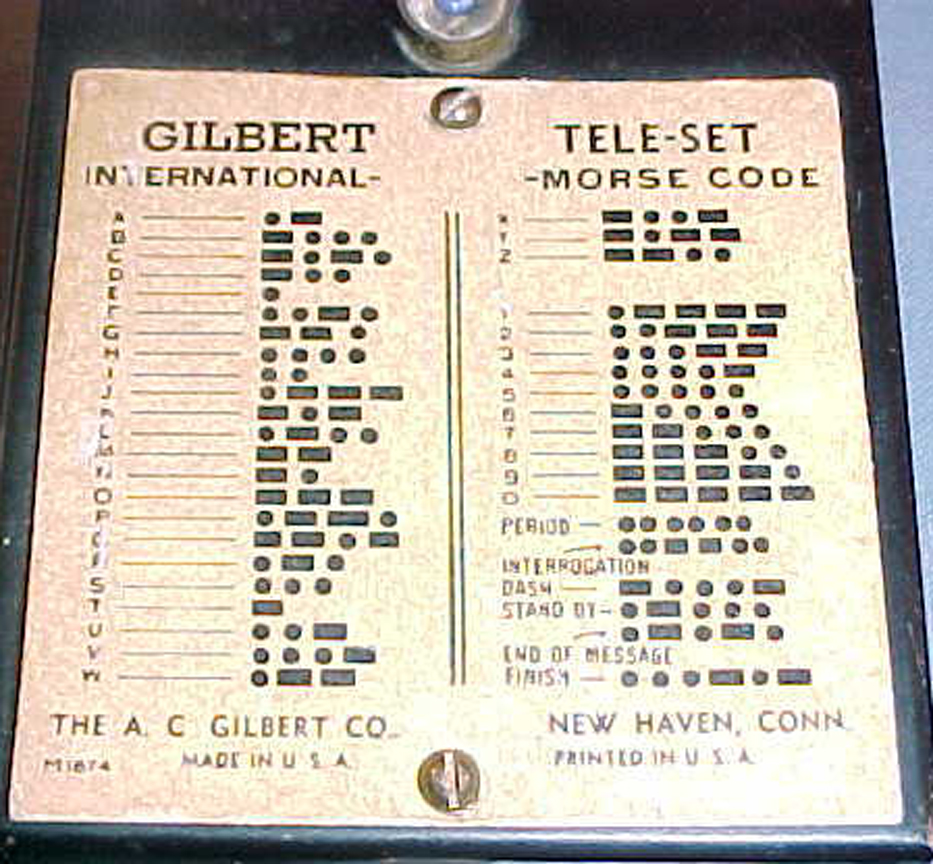 GILBERT TELE-SET
INTERNATIONAL- -MORSE CODE
A .-
B -...
C -.-.
D -..
E .
F ..-.
G --.
H ....
I ..
J .---
K -.-
L .-..
M --
N -.
O ---
P .--.
Q --.-
R .-.
S ...
T -
U ..-
V ...-
W .--
X -..-
Y -.--
Z --..
1 .----
2 ..---
3 ...--
4 ....-
5 .....
6 -....
7 --...
8 ---..
9 ----.
0 -----
PERIOD — .. .. ..
INTERROGATION ..--..
DASH — -...-
STAND BY — .-...
END OF MESSAGE .-.-.
FINISH — ...-.-
THE A. C GILBERT CO. NEW HAVEN, CONN.
M1874 MADE IN U S. A. PRINTED IN U. S. A.